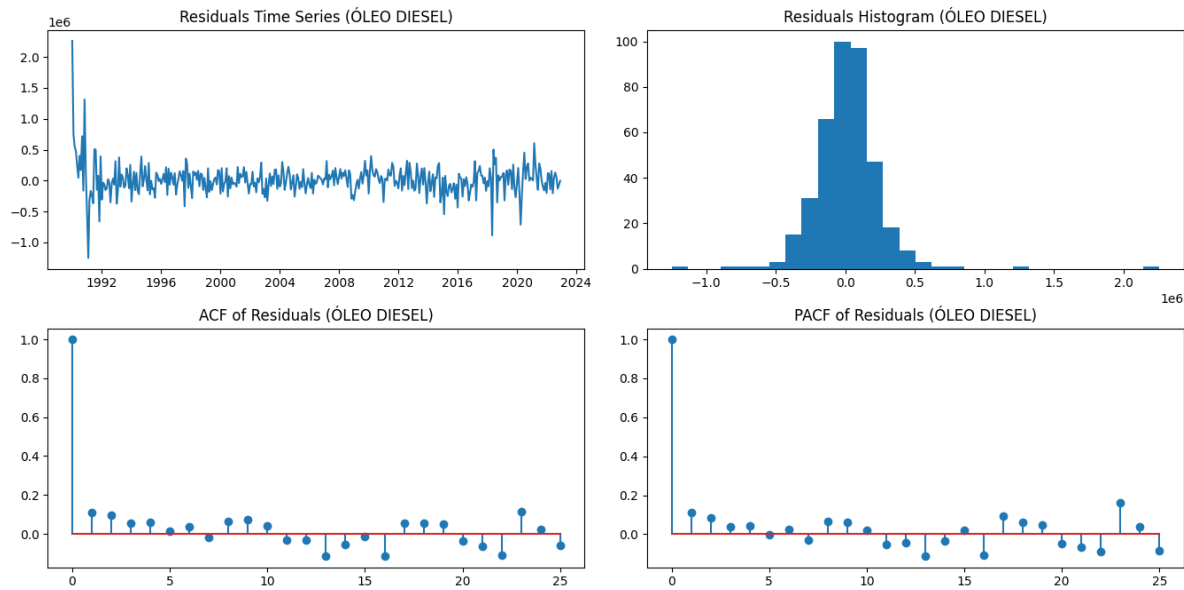 Residuals Time Series (ÓLEO DIESEL)
1e6
2.0
1.5
1.0
0.5
0.0
−0.5
−1.0
1992 1996 2000 2004 2008 2012 2016 2020 2024
Residuals Histogram (ÓLEO DIESEL)
100
80
60
40
20
0
−1.0 −0.5 0.0 0.5 1.0 1.5 2.0
1e6
ACF of Residuals (ÓLEO DIESEL)
1.0
0.8
0.6
0.4
0.2
0.0
0 5 10 15 20 25
PACF of Residuals (ÓLEO DIESEL)
1.0
0.8
0.6
0.4
0.2
0.0
0 5 10 15 20 25